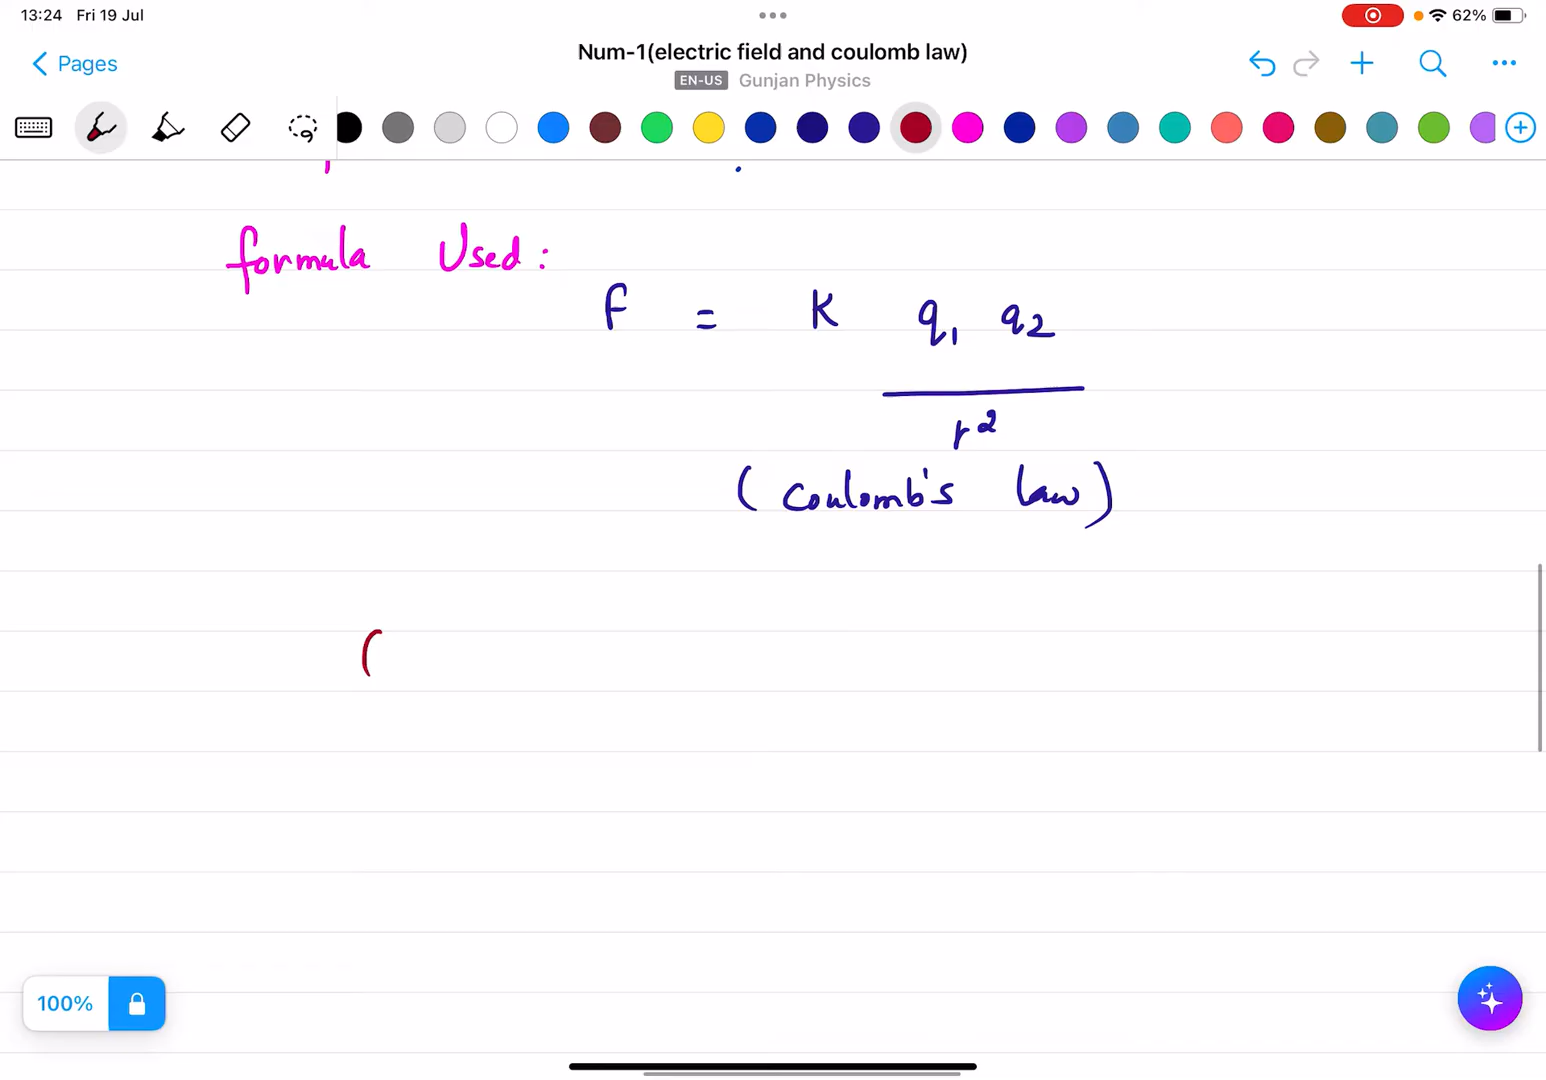 13:24 Fri 19 Jul
62%
Pages
Num-1(electric field and coulomb law)
EN-US Gunjan Physics
formula Used:
F = K q₁ q₂
r²
(Coulomb's law)
(
100%